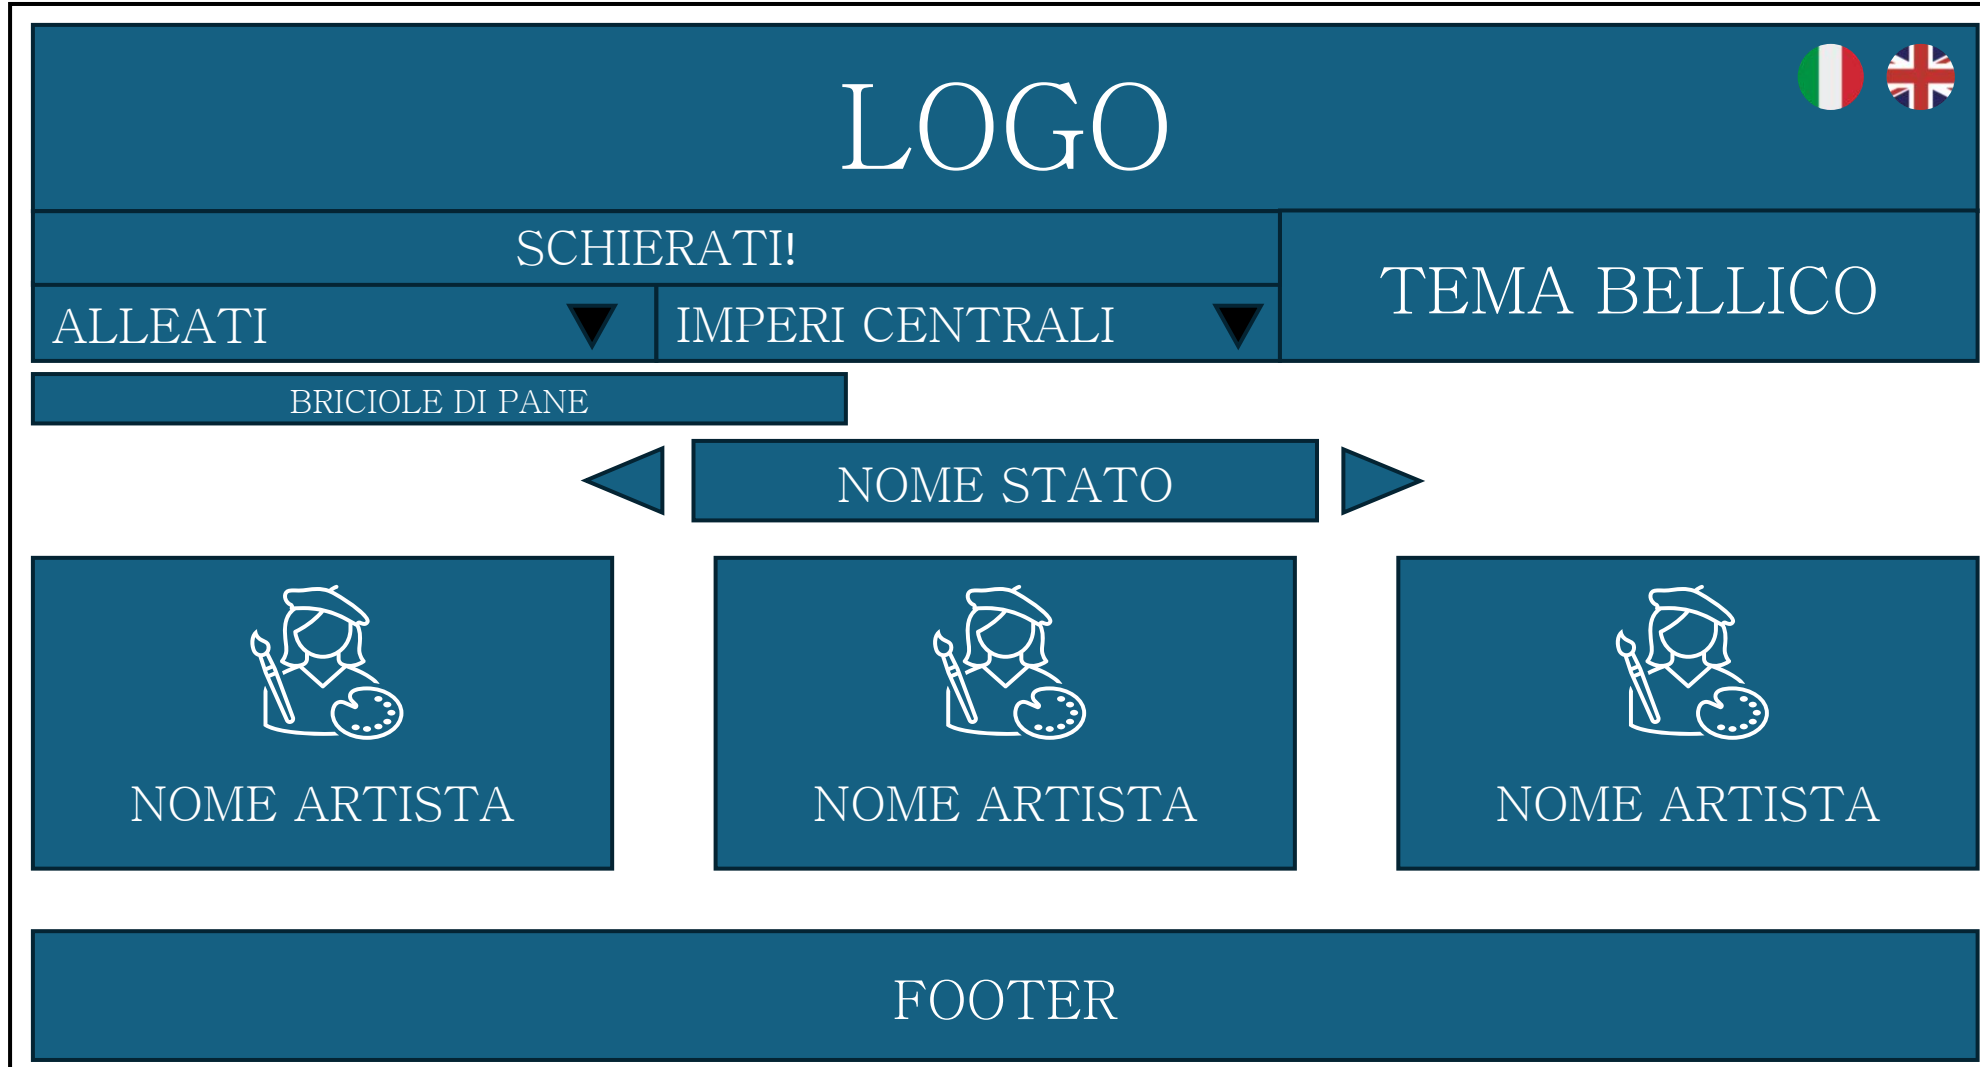 LOGO
SCHIERATI!
TEMA BELLICO
ALLEATI
IMPERI CENTRALI
BRICIOLE DI PANE
NOME STATO
NOME ARTISTA
NOME ARTISTA
NOME ARTISTA
FOOTER